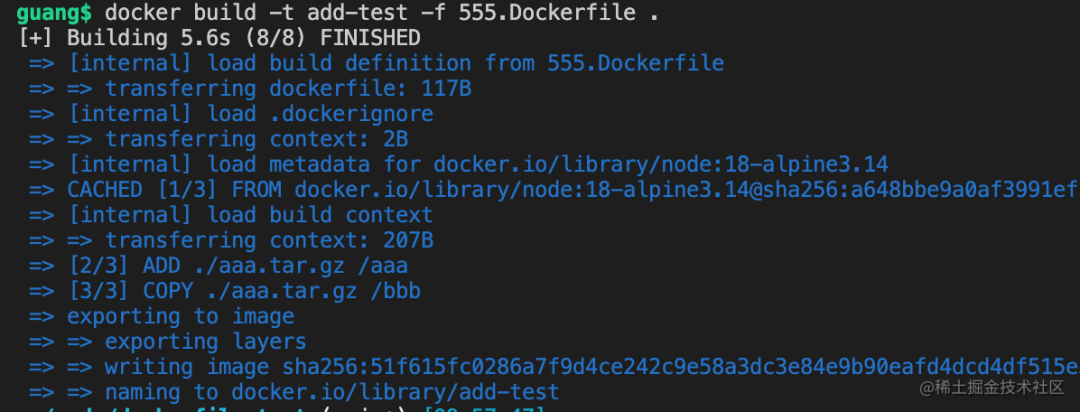 guang$ docker build -t add-test -f 555.Dockerfile .
[+] Building 5.6s (8/8) FINISHED
=> [internal] load build definition from 555.Dockerfile
=> => transferring dockerfile: 117B
=> [internal] load .dockerignore
=> => transferring context: 2B
=> [internal] load metadata for docker.io/library/node:18-alpine3.14
=> CACHED [1/3] FROM docker.io/library/node:18-alpine3.14@sha256:a648bbe9a0af3991ef
=> [internal] load build context
=> => transferring context: 207B
=> [2/3] ADD ./aaa.tar.gz /aaa
=> [3/3] COPY ./aaa.tar.gz /bbb
=> exporting to image
=> => exporting layers
=> => writing image sha256:51f615fc0286a7f9d4ce242c9e58a3dc3e84e9b90eafd4dcd4df515e
=> => naming to docker.io/library/add-test
@稀土掘金技术社区